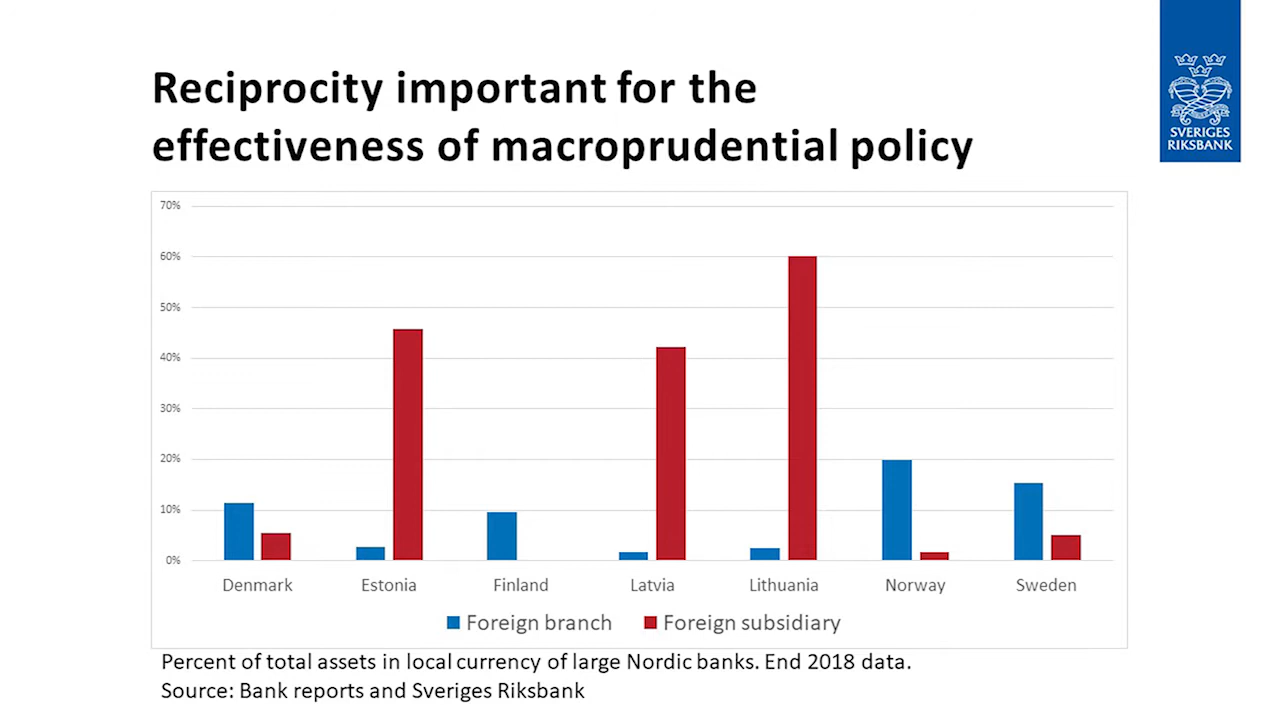 Reciprocity important for the
effectiveness of macroprudential policy
SVERIGES
RIKSBANK
70%
60%
50%
40%
30%
20%
10%
0%
Denmark Estonia Finland Latvia Lithuania Norway Sweden
Foreign branch Foreign subsidiary
Percent of total assets in local currency of large Nordic banks. End 2018 data.
Source: Bank reports and Sveriges Riksbank